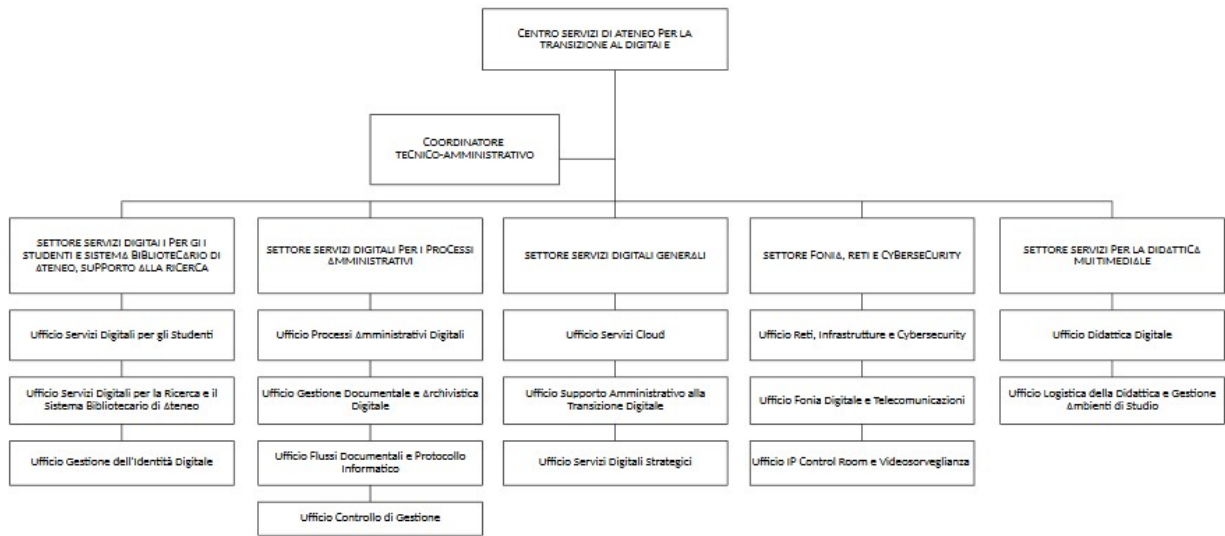 CENTRO SERVIZI DI ATENEO PER LA
TRANSIZIONE AL DIGITALE
COORDINATORE
TECNICO-AMMINISTRATIVO
SETTORE SERVIZI DIGITALI PER GLI
STUDENTI E SISTEMA BIBLIOTECARIO DI
ATENEO, SUPPORTO ALLA RICERCA
SETTORE SERVIZI DIGITALI PER I PROCESSI
AMMINISTRATIVI
SETTORE SERVIZI DIGITALI GENERALI
SETTORE FONIA, RETI E CYBERSECURITY
SETTORE SERVIZI PER LA DIDATTICA
MULTIMEDIALE
Ufficio Servizi Digitali per gli Studenti
Ufficio Processi Amministrativi Digitali
Ufficio Servizi Cloud
Ufficio Reti, Infrastrutture e Cybersecurity
Ufficio Didattica Digitale
Ufficio Servizi Digitali per la Ricerca e il
Sistema Bibliotecario di Ateneo
Ufficio Gestione Documentale e Archivistica
Digitale
Ufficio Supporto Amministrativo alla
Transizione Digitale
Ufficio Fonia Digitale e Telecomunicazioni
Ufficio Logistica della Didattica e Gestione
Ambienti di Studio
Ufficio Gestione dell'Identità Digitale
Ufficio Flussi Documentali e Protocollo
Informatico
Ufficio Servizi Digitali Strategici
Ufficio IP Control Room e Videosorveglianza
Ufficio Controllo di Gestione